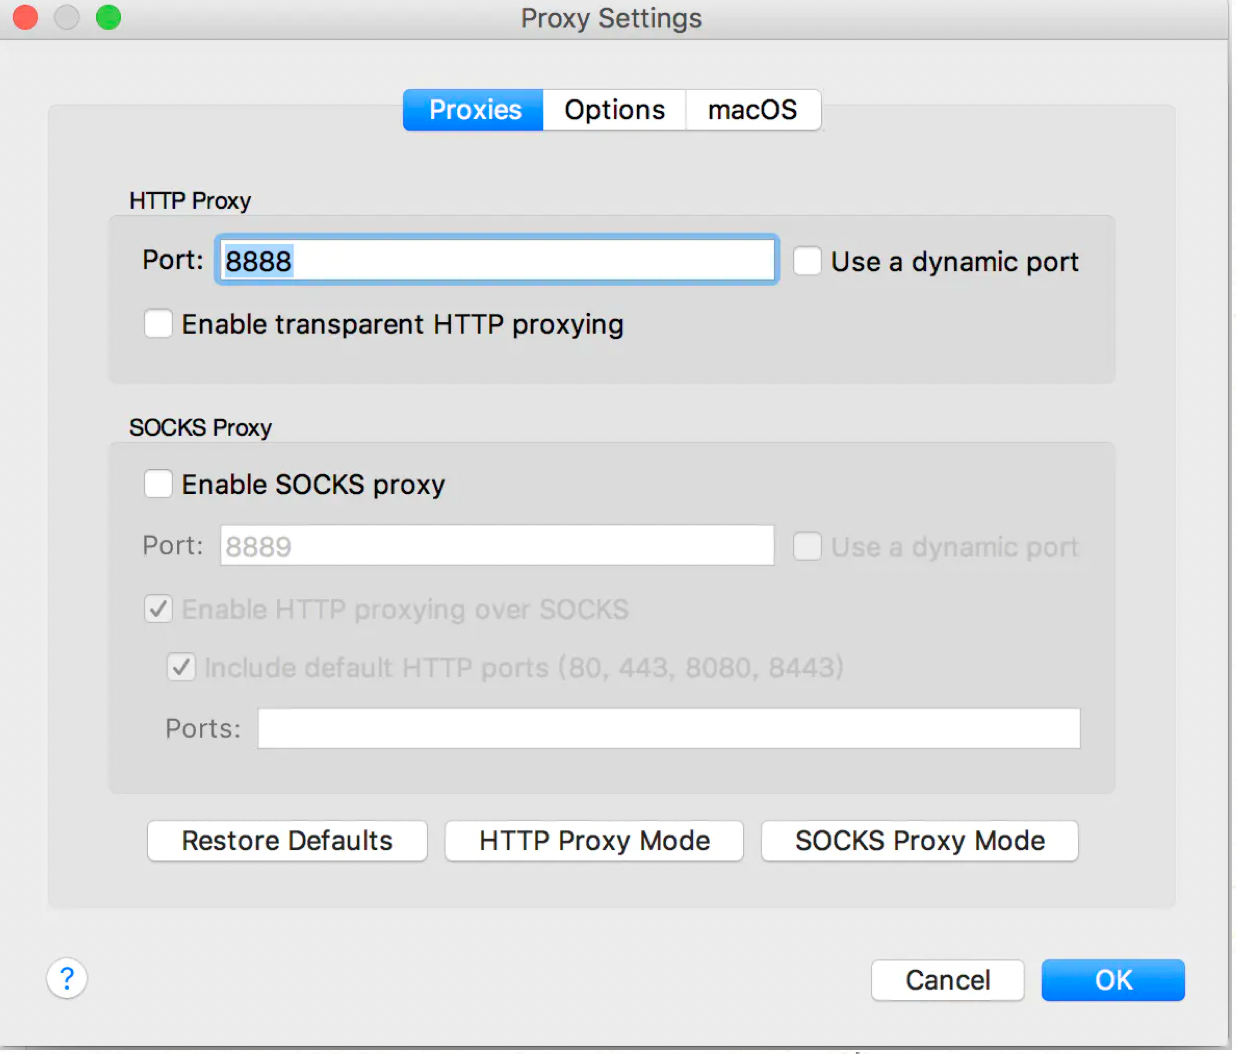 Proxy Settings
Proxies Options macOS
HTTP Proxy
Port: 8888 Use a dynamic port
Enable transparent HTTP proxying
SOCKS Proxy
Enable SOCKS proxy
Port: 8889 Use a dynamic port
Enable HTTP proxying over SOCKS
Include default HTTP ports (80, 443, 8080, 8443)
Ports:
Restore Defaults HTTP Proxy Mode SOCKS Proxy Mode
? Cancel OK